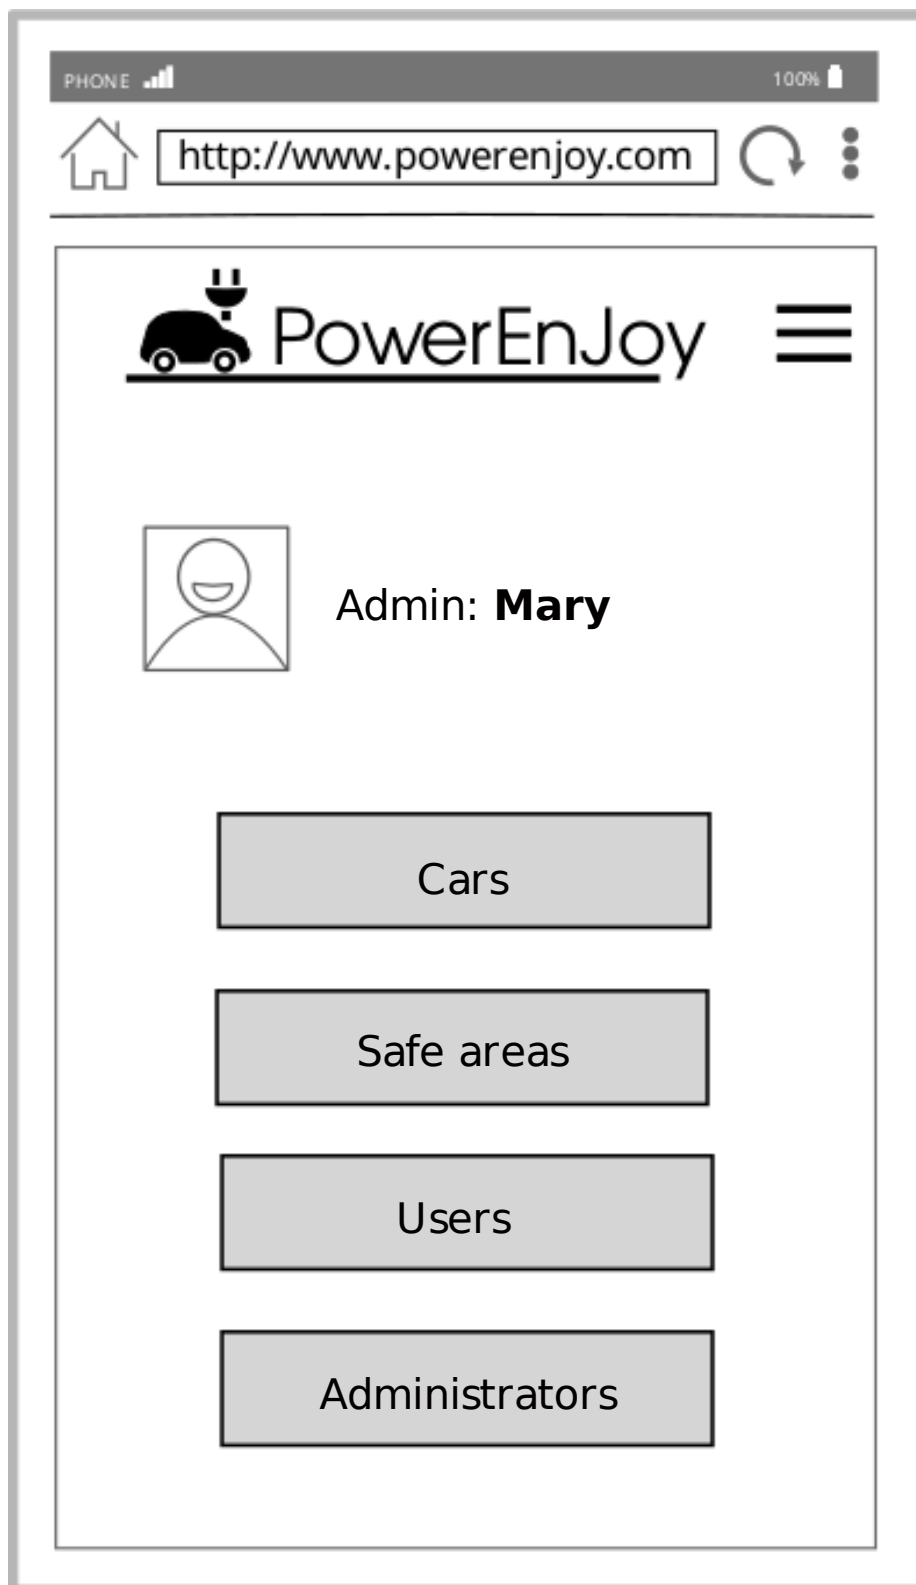 PHONE 100%
http://www.powerenjoy.com
PowerEnJoy
Admin: Mary
Cars
Safe areas
Users
Administrators